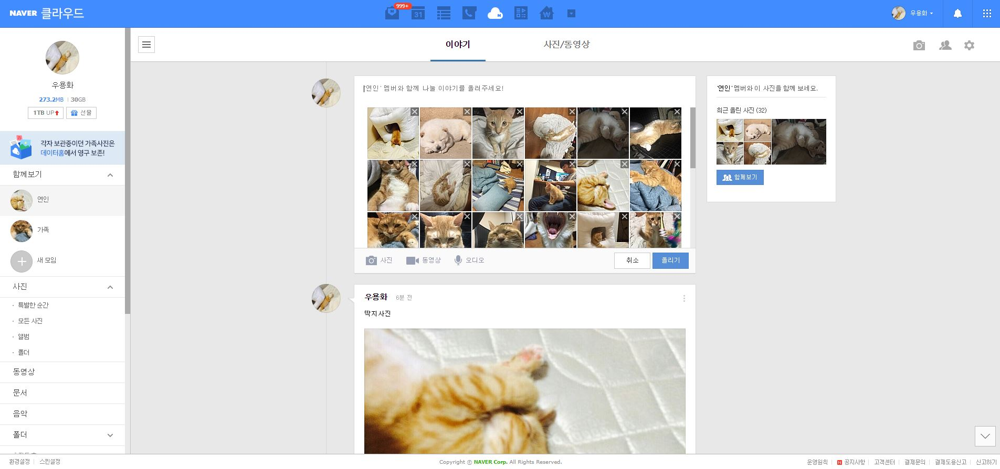 NAVER 클라우드
999+
31
우용화
이야기
사진/동영상
우용화
273.2MB | 30GB
1TB UP
선물
각자 보관중이던 가족사진은
데이터홈에서 영구 보존!
함께보기
연인
가족
새 모임
사진
특별한 순간
모든 사진
앨범
폴더
동영상
문서
음악
폴더
'연인' 멤버와 함께 나눌 이야기를 올려주세요!
사진
동영상
오디오
취소
올리기
우용화
6분 전
딱지사진
'연인' 멤버와 이 사진을 함께 보세요.
최근 올린 사진 (32)
함께보기
환경설정 | 스킨설정
Copyright © NAVER Corp. All Rights Reserved.
운영원칙 | N 공지사항 | 고객센터 | 결제문의 | 결제도용신고 | 신고하기